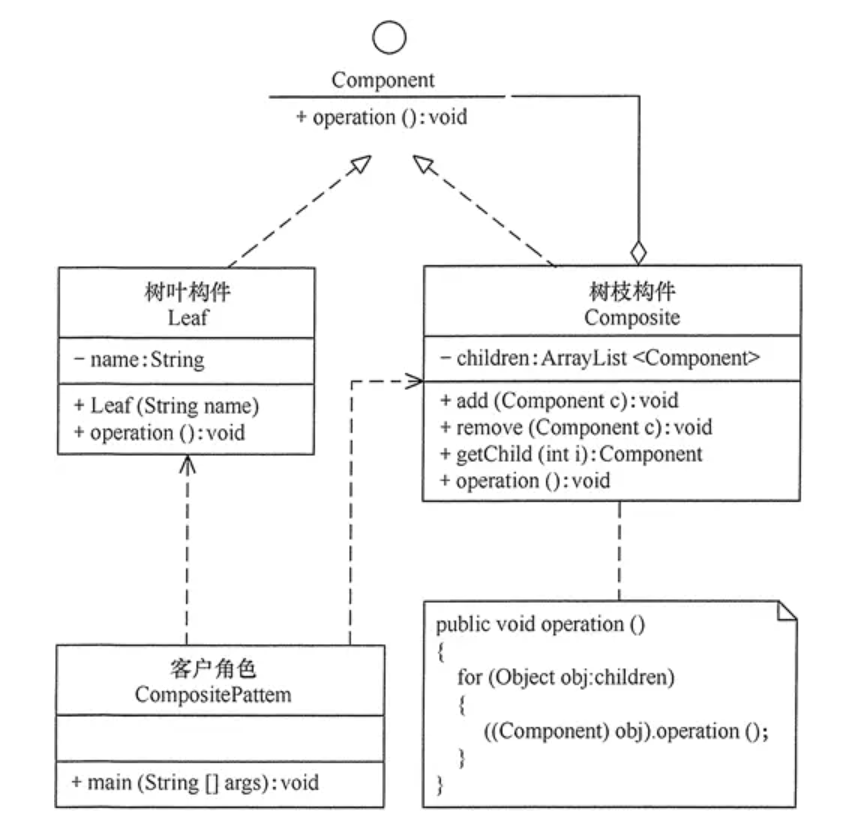 Component
+ operation ():void
树叶构件
Leaf
- name:String
+ Leaf (String name)
+ operation ():void
树枝构件
Composite
- children:ArrayList <Component>
+ add (Component c):void
+ remove (Component c):void
+ getChild (int i):Component
+ operation ():void
客户角色
CompositePattem
+ main (String [] args):void
public void operation ()
{
for (Object obj:children)
{
((Component) obj).operation ();
}
}